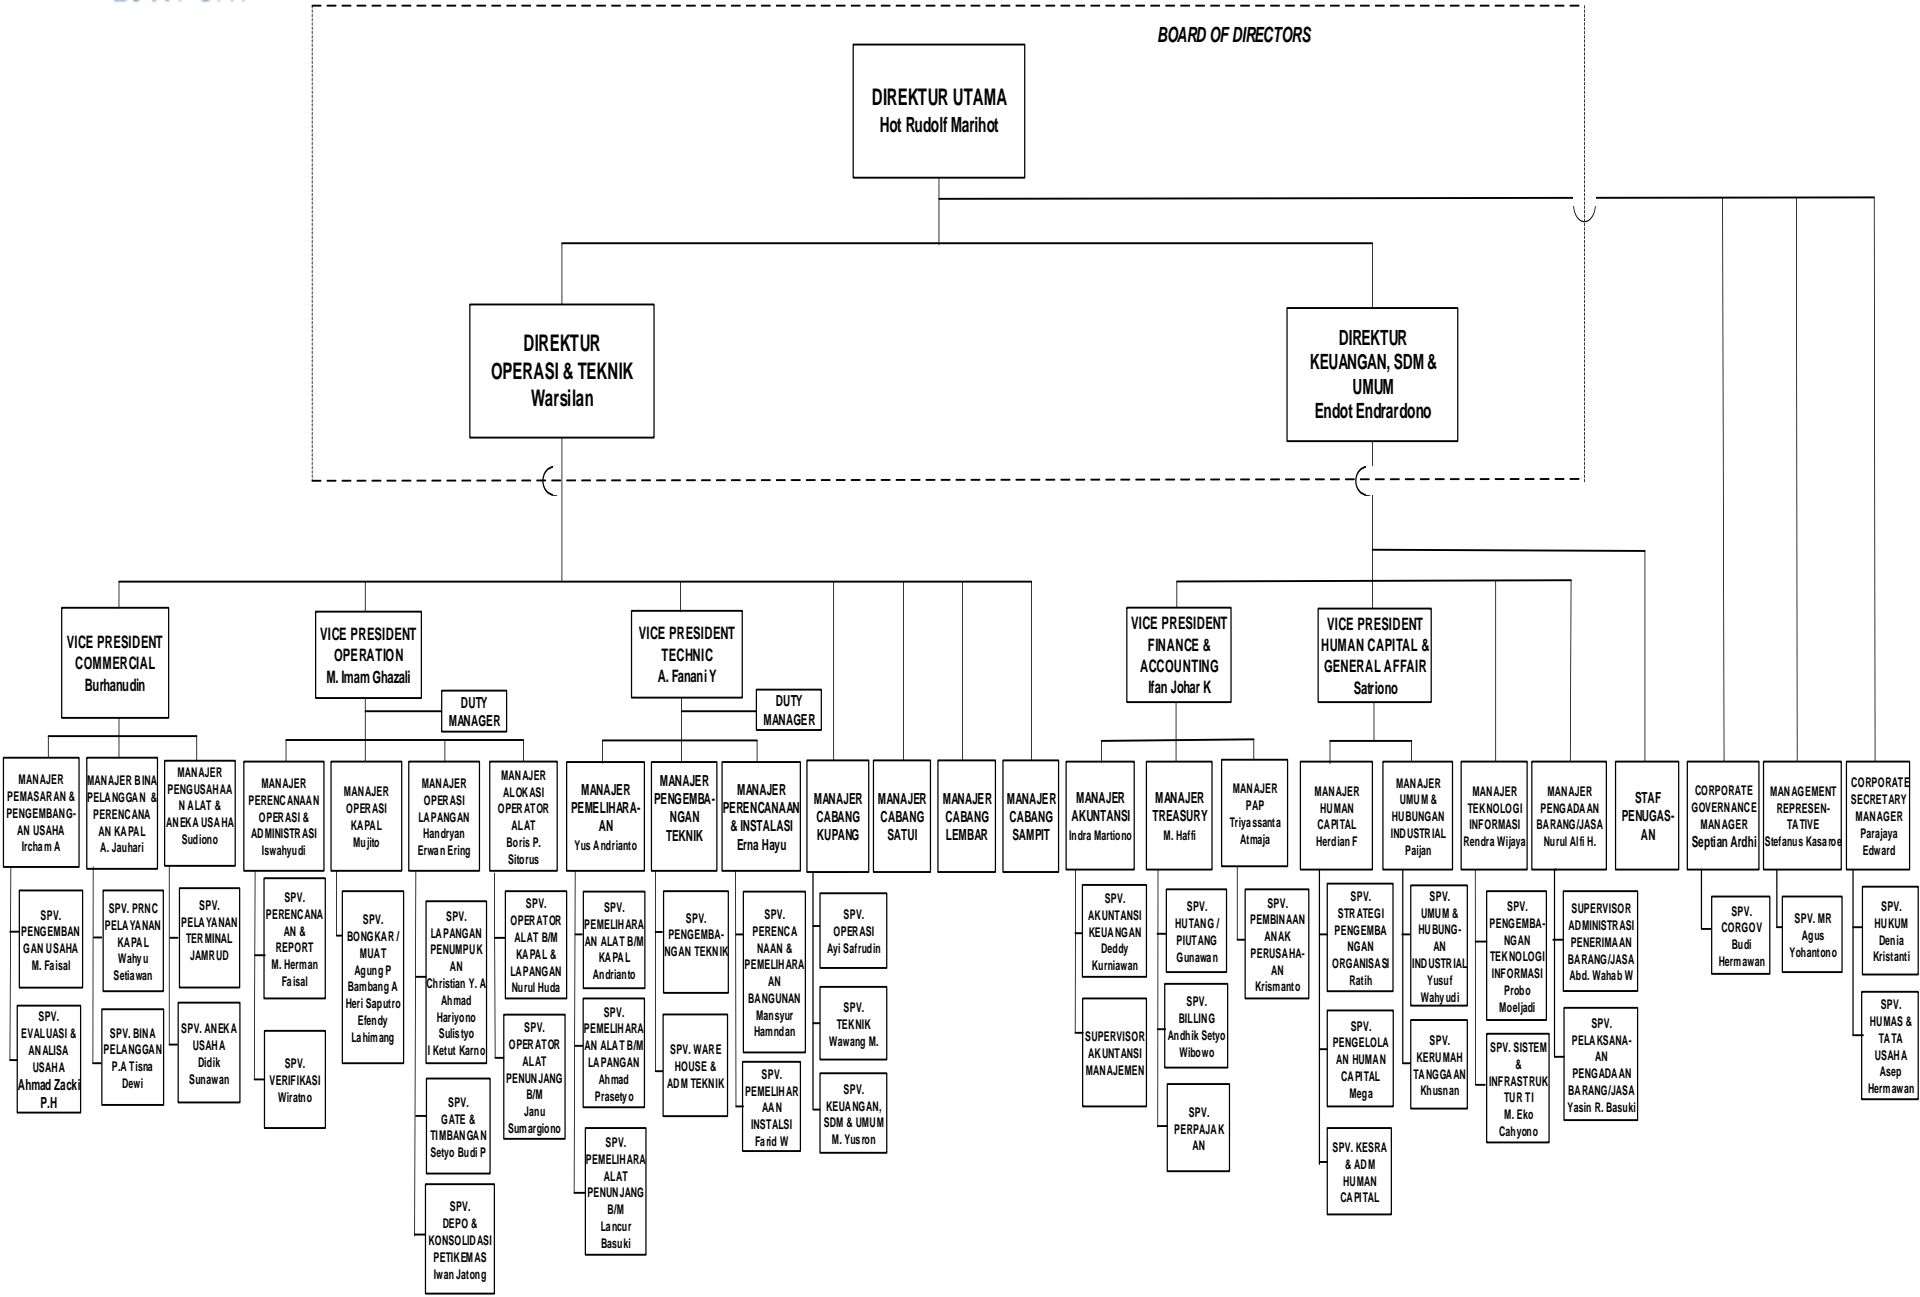 BOARD OF DIRECTORS
DIREKTUR UTAMA
Hot Rudolf Marihot
DIREKTUR
OPERASI & TEKNIK
Warsilan
DIREKTUR
KEUANGAN, SDM &
UMUM
Endot Endrardono
VICE PRESIDENT
COMMERCIAL
Burhanudin
VICE PRESIDENT
OPERATION
M. Imam Ghazali
DUTY
MANAGER
VICE PRESIDENT
TECHNIC
A. Fanani Y
DUTY
MANAGER
VICE PRESIDENT
FINANCE &
ACCOUNTING
Ifan Johar K
VICE PRESIDENT
HUMAN CAPITAL &
GENERAL AFFAIR
Satriono
MANAJER
PEMASARAN &
PENGEMBANG-
AN USAHA
Ircham A
MANAJER BINA
PELANGGAN &
PERENCANA
AN KAPAL
A. Jauhari
MANAJER
PENGUSAHAA
N ALAT &
ANEKA USAHA
Sudiono
MANAJER
PERENCANAAN
OPERASI &
ADMINISTRASI
Iswahyudi
MANAJER
OPERASI
KAPAL
Mujito
MANAJER
OPERASI
LAPANGAN
Handryan
Erwan Ering
MANAJER
ALOKASI
OPERATOR
ALAT
Boris P.
Sitorus
MANAJER
PEMELIHARA-
AN
Yus Andrianto
MANAJER
PENGEMBA-
NGAN
TEKNIK
MANAJER
PERENCANAAN
& INSTALASI
Erna Hayu
MANAJER
CABANG
KUPANG
MANAJER
CABANG
SATUI
MANAJER
CABANG
LEMBAR
MANAJER
CABANG
SAMPIT
MANAJER
AKUNTANSI
Indra Martiono
MANAJER
TREASURY
M. Haffi
MANAJER
PAP
Triyassanta
Atmaja
MANAJER
HUMAN
CAPITAL
Herdian F
MANAJER
UMUM &
HUBUNGAN
INDUSTRIAL
Paijan
MANAJER
TEKNOLOGI
INFORMASI
Rendra Wijaya
MANAJER
PENGADAAN
BARANG/JASA
Nurul Alfi H.
STAF
PENUGAS-
AN
CORPORATE
GOVERNANCE
MANAGER
Septian Ardhi
MANAGEMENT
REPRESEN-
TATIVE
Stefanus Kasaroe
CORPORATE
SECRETARY
MANAGER
Parajaya
Edward
SPV.
PENGEMBAN
GAN USAHA
M. Faisal
SPV.
EVALUASI &
ANALISA
USAHA
Ahmad Zacki
P.H
SPV. PRNC
PELAYANAN
KAPAL
Wahyu
Setiawan
SPV. BINA
PELANGGAN
P.A Tisna
Dewi
SPV.
PELAYANAN
TERMINAL
JAMRUD
SPV. ANEKA
USAHA
Didik
Sunawan
SPV.
PERENCANA
AN &
REPORT
M. Herman
Faisal
SPV.
VERIFIKASI
Wiratno
SPV.
BONGKAR /
MUAT
Agung P
Bambang A
Heri Saputro
Efendy
Lahimang
SPV.
LAPANGAN
PENUMPUK
AN
Christian Y. A
Ahmad
Hariyono
Sulistyo
I Ketut Karno
SPV.
GATE &
TIMBANGAN
Setyo Budi P
SPV.
DEPO &
KONSOLIDASI
PETIKEMAS
Iwan Jatong
SPV.
OPERATOR
ALAT B/M
KAPAL &
LAPANGAN
Nurul Huda
SPV.
OPERATOR
ALAT
PENUNJANG
B/M
Janu
Sumargiono
SPV.
PEMELIHARA
AN ALAT B/M
KAPAL
Andrianto
SPV.
PEMELIHARA
AN ALAT B/M
LAPANGAN
Ahmad
Prasetyo
SPV.
PEMELIHARA
ALAT
PENUNJANG
B/M
Lancur
Basuki
SPV.
PENGEMBA-
NGAN TEKNIK
SPV. WARE
HOUSE &
ADM TEKNIK
SPV.
PERENCA
NAAN &
PEMELIHARA
AN
BANGUNAN
Mansyur
Hamndan
SPV.
PEMELIHAR
AAN
INSTALSI
Farid W
SPV.
OPERASI
Ayi Safrudin
SPV.
TEKNIK
Wawang M.
SPV.
KEUANGAN,
SDM & UMUM
M. Yusron
SPV.
AKUNTANSI
KEUANGAN
Deddy
Kurniawan
SUPERVISOR
AKUNTANSI
MANAJEMEN
SPV.
HUTANG /
PIUTANG
Gunawan
SPV.
BILLING
Andhik Setyo
Wibowo
SPV.
PERPAJAK
AN
SPV.
PEMBINAAN
ANAK
PERUSAHA-
AN
Krismanto
SPV.
STRATEGI
PENGEMBA
NGAN
ORGANISASI
Ratih
SPV.
PENGELOLA
AN HUMAN
CAPITAL
Mega
SPV. KESRA
& ADM
HUMAN
CAPITAL
SPV.
UMUM &
HUBUNG-
AN
INDUSTRIAL
Yusuf
Wahyudi
SPV.
KERUMAH
TANGGAAN
Khusnan
SPV.
PENGEMBA-
NGAN
TEKNOLOGI
INFORMASI
Probo
Moeljadi
SPV. SISTEM
&
INFRASTRUK
TUR TI
M. Eko
Cahyono
SUPERVISOR
ADMINISTRASI
PENERIMAAN
BARANG/JASA
Abd. Wahab W
SPV.
PELAKSANA-
AN
PENGADAAN
BARANG/JASA
Yasin R. Basuki
SPV.
CORGOV
Budi
Hermawan
SPV. MR
Agus
Yohantono
SPV.
HUKUM
Denia
Kristanti
SPV.
HUMAS &
TATA
USAHA
Asep
Hermawan